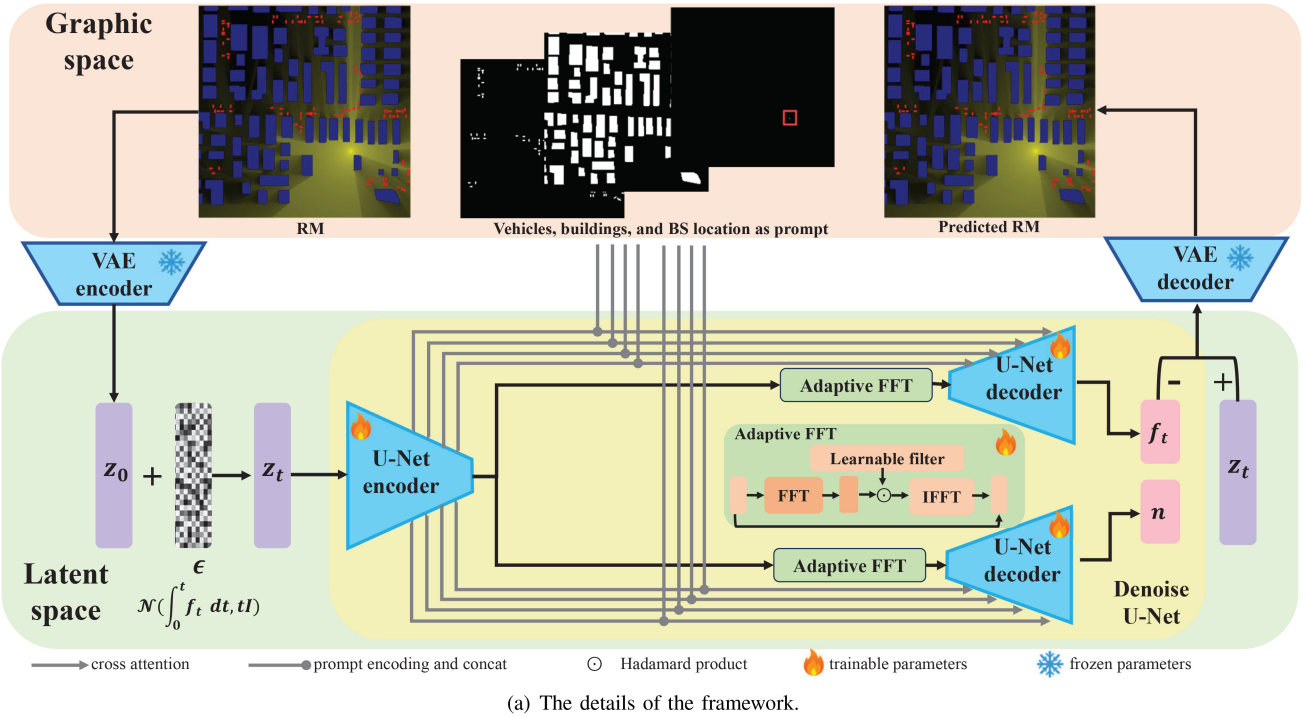 Graphic
space
RM
Vehicles, buildings, and BS location as prompt
Predicted RM
VAE
encoder
VAE
decoder
Adaptive FFT
U-Net
decoder
U-Net
encoder
Adaptive FFT
Learnable filter
FFT
IFFT
Adaptive FFT
U-Net
decoder
z₀ + ϵ
zₜ
𝒩(∫₀ᵗ fₜ dt, tI)
- +
fₜ
n
zₜ
Latent
space
Denoise
U-Net
cross attention
prompt encoding and concat
⊙ Hadamard product
trainable parameters
frozen parameters
(a) The details of the framework.